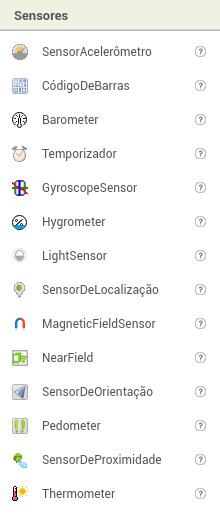 Sensores
SensorAcelerômetro ?
CódigoDeBarras ?
Barometer ?
Temporizador ?
GyroscopeSensor ?
Hygrometer ?
LightSensor ?
SensorDeLocalização ?
MagneticFieldSensor ?
NearField ?
SensorDeOrientação ?
Pedometer ?
SensorDeProximidade ?
Thermometer ?